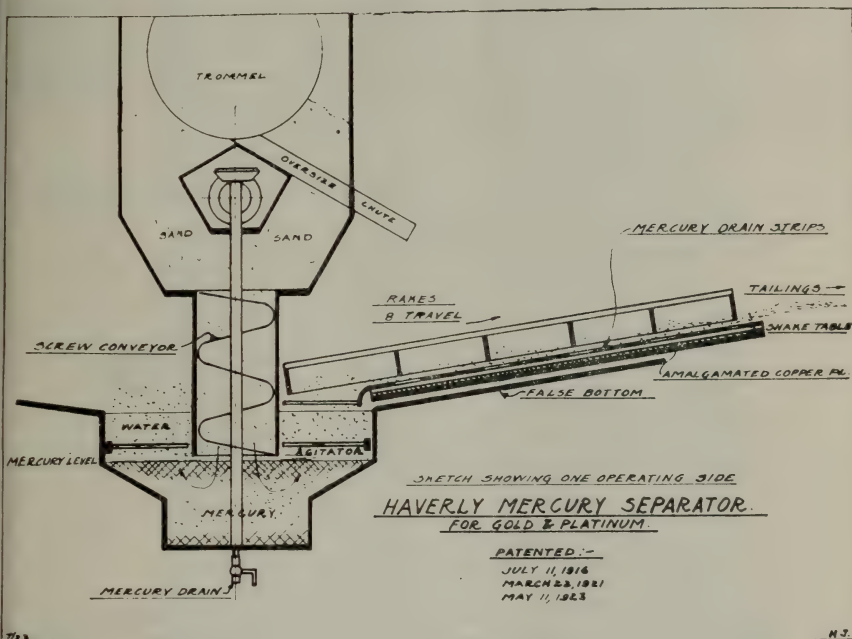 TROMMEL
OVERSIZE CHUTE
SAND SAND
MERCURY DRAIN STRIPS
RAKES
8 TRAVEL
TAILINGS
SHAKE TABLE
SCREW CONVEYOR
AMALGAMATED COPPER PL.
FALSE BOTTOM
WATER
AGITATOR
MERCURY LEVEL
MERCURY
MERCURY DRAIN
SKETCH SHOWING ONE OPERATING SIDE
HAVERLY MERCURY SEPARATOR.
FOR GOLD & PLATINUM.
PATENTED:-
JULY 11, 1916
MARCH 22, 1921
MAY 11, 1923